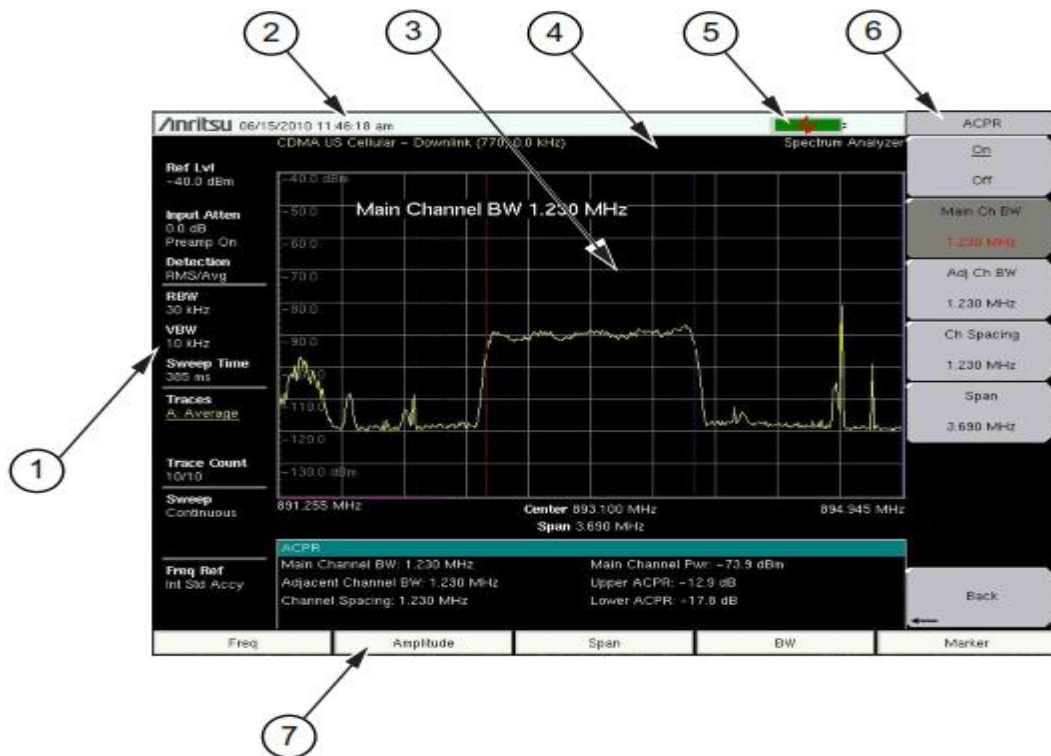 2
3
4
5
6
Anritsu 06/15/2010 11:46:18 am
ACPR
CDMA US Cellular - Downlink (770) 0.0 kHz)
Spectrum Analyzer
On
Off
Ref Lvl
-40.0 dBm
-40.0 dBm
Input Atten
0.0 dB
Preamp On
-50.0
Main Channel BW 1.230 MHz
Main Ch BW
1.230 MHz
-60.0
Detection
RMS/Avg
-70.0
Adj Ch BW
1.230 MHz
RBW
30 kHz
-80.0
VBW
10 kHz
-90.0
Ch Spacing
1.230 MHz
Sweep Time
385 ms
Traces
A: Average
-110.0
Span
3.690 MHz
-120.0
1
Trace Count
10/10
-130.0 dBm
Sweep
Continuous
891.255 MHz
Center 893.100 MHz
894.945 MHz
Span 3.690 MHz
ACPR
Freq Ref
Int Std Accy
Main Channel BW: 1.230 MHz
Main Channel Pwr: -73.9 dBm
Adjacent Channel BW: 1.230 MHz
Upper ACPR: -12.9 dB
Channel Spacing: 1.230 MHz
Lower ACPR: -17.8 dB
Back
Freq
Amplitude
Span
BW
Marker
7